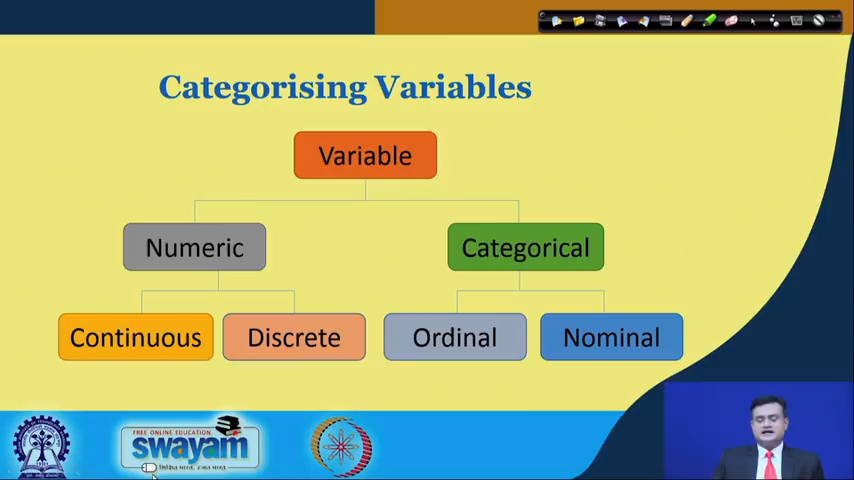 Categorising Variables
Variable
Numeric
Categorical
Continuous
Discrete
Ordinal
Nominal
FREE ONLINE EDUCATION
swayam